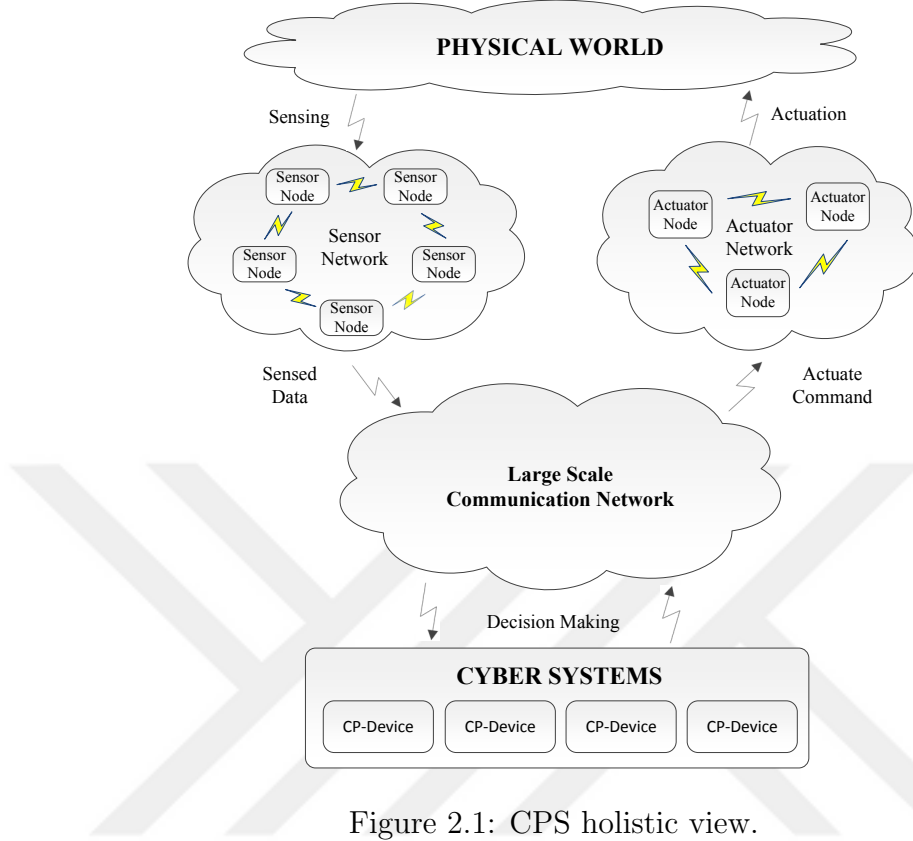 PHYSICAL WORLD
Sensing
Actuation
Sensor
Node
Sensor
Node
Sensor
Network
Sensor
Node
Sensor
Node
Sensor
Node
Actuator
Node
Actuator
Node
Actuator
Network
Actuator
Node
Sensed
Data
Actuate
Command
Large Scale
Communication Network
Decision Making
CYBER SYSTEMS
CP-Device
CP-Device
CP-Device
CP-Device
Figure 2.1: CPS holistic view.